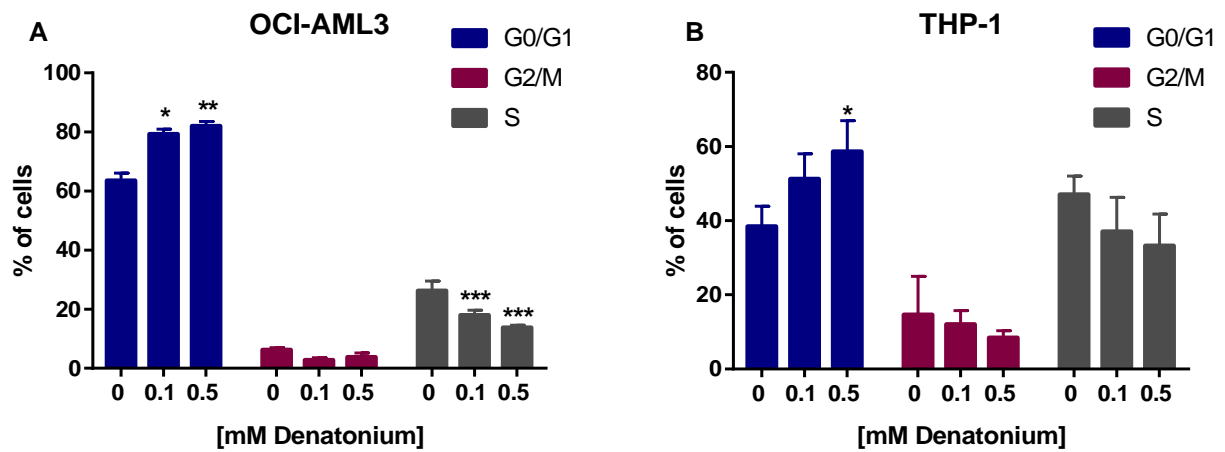 A
OCI-AML3
G0/G1
G2/M
S
% of cells
100
80
60
40
20
0
*
**
***
***
0 0.1 0.5 0 0.1 0.5 0 0.1 0.5
[mM Denatonium]
B
THP-1
G0/G1
G2/M
S
% of cells
80
60
40
20
0
*
0 0.1 0.5 0 0.1 0.5 0 0.1 0.5
[mM Denatonium]